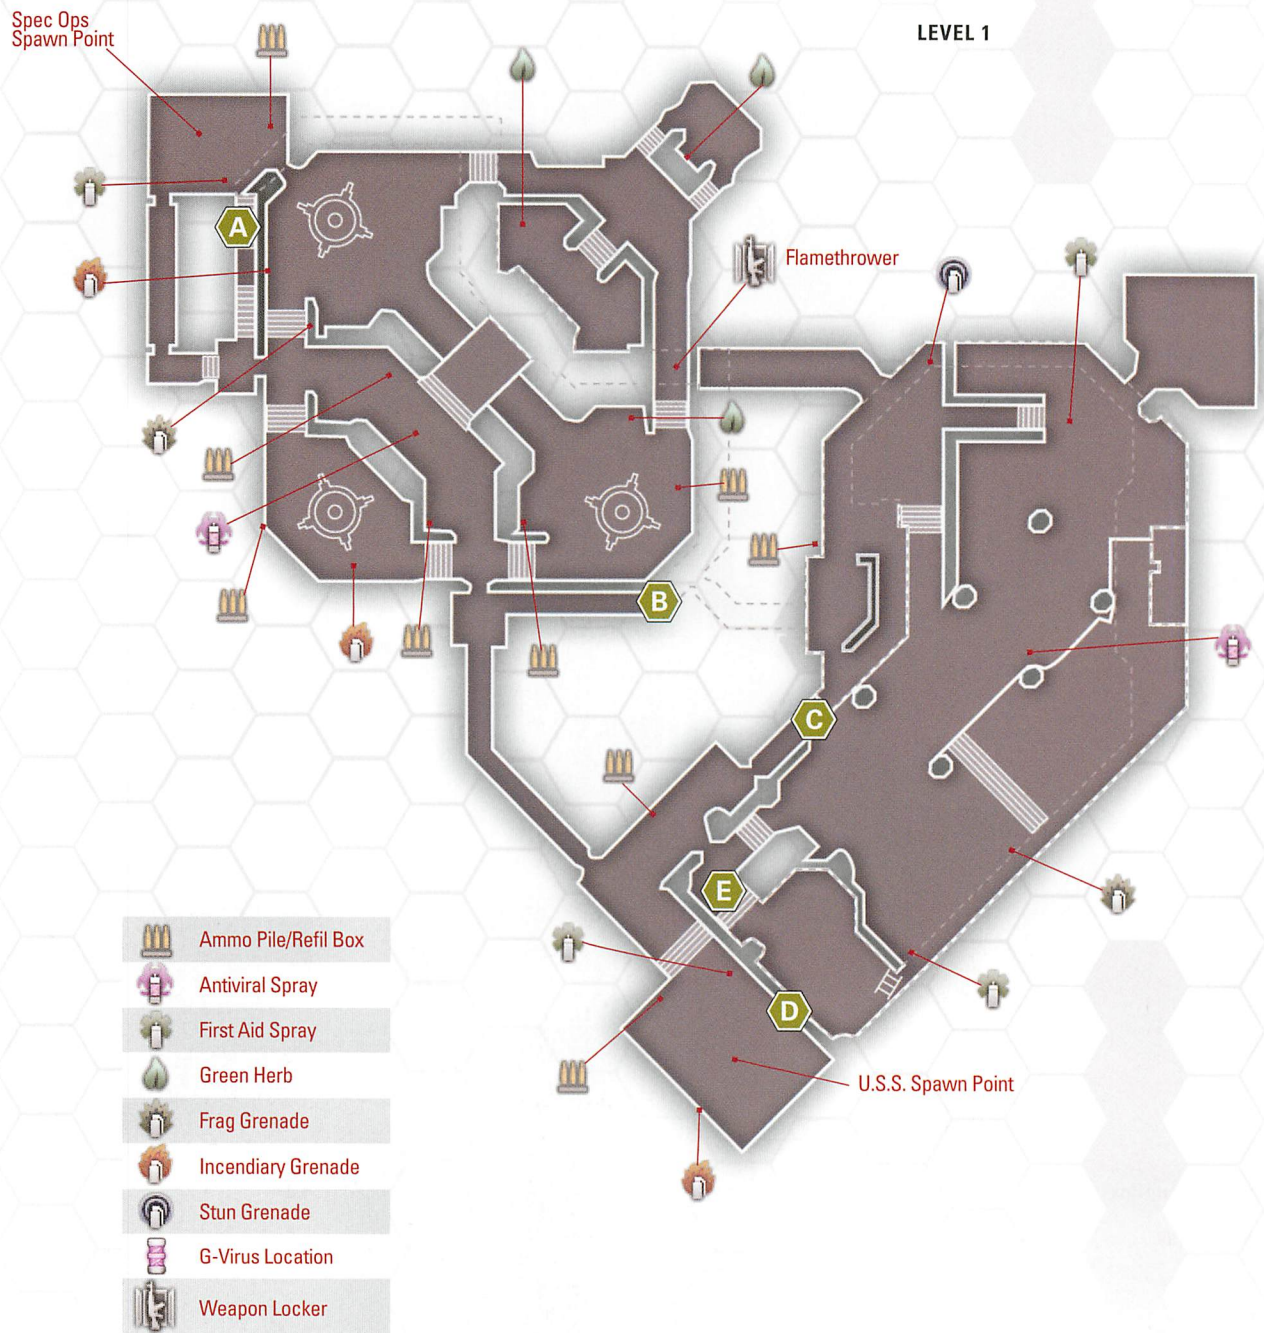 Spec Ops
Spawn Point
LEVEL 1
A
Flamethrower
B
C
E
D
U.S.S. Spawn Point
Ammo Pile/Refil Box
Antiviral Spray
First Aid Spray
Green Herb
Frag Grenade
Incendiary Grenade
Stun Grenade
G-Virus Location
Weapon Locker